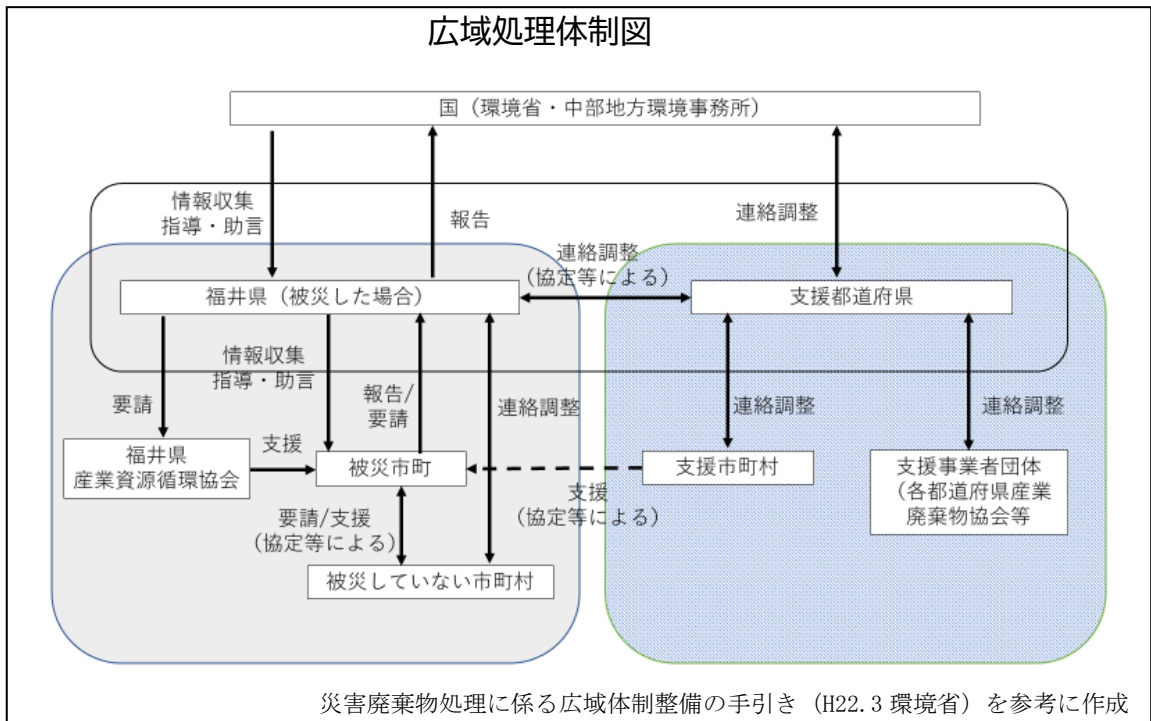 広域処理体制図
国（環境省・中部地方環境事務所）
情報収集
指導・助言
報告
連絡調整
連絡調整
（協定等による）
福井県（被災した場合）
支援都道府県
要請
情報収集
指導・助言
報告/
要請
連絡調整
連絡調整
連絡調整
福井県
産業資源循環協会
支援
被災市町
支援市町村
支援事業者団体
（各都道府県産業
廃棄物協会等
支援
（協定等による）
要請/支援
（協定等による）
被災していない市町村
災害廃棄物処理に係る広域体制整備の手引き（H22.3 環境省）を参考に作成